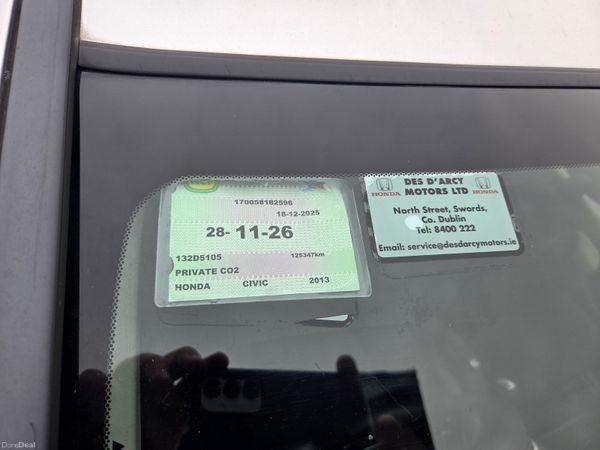 170058182596
18-12-2025
28- 11-26
132D5105 125347km
PRIVATE CO2
HONDA CIVIC 2013
DES D'ARCY
MOTORS LTD
HONDA HONDA
North Street, Swords,
Co. Dublin
Tel: 8400 222
Email: service@desdarcymotors.ie
DoneDeal